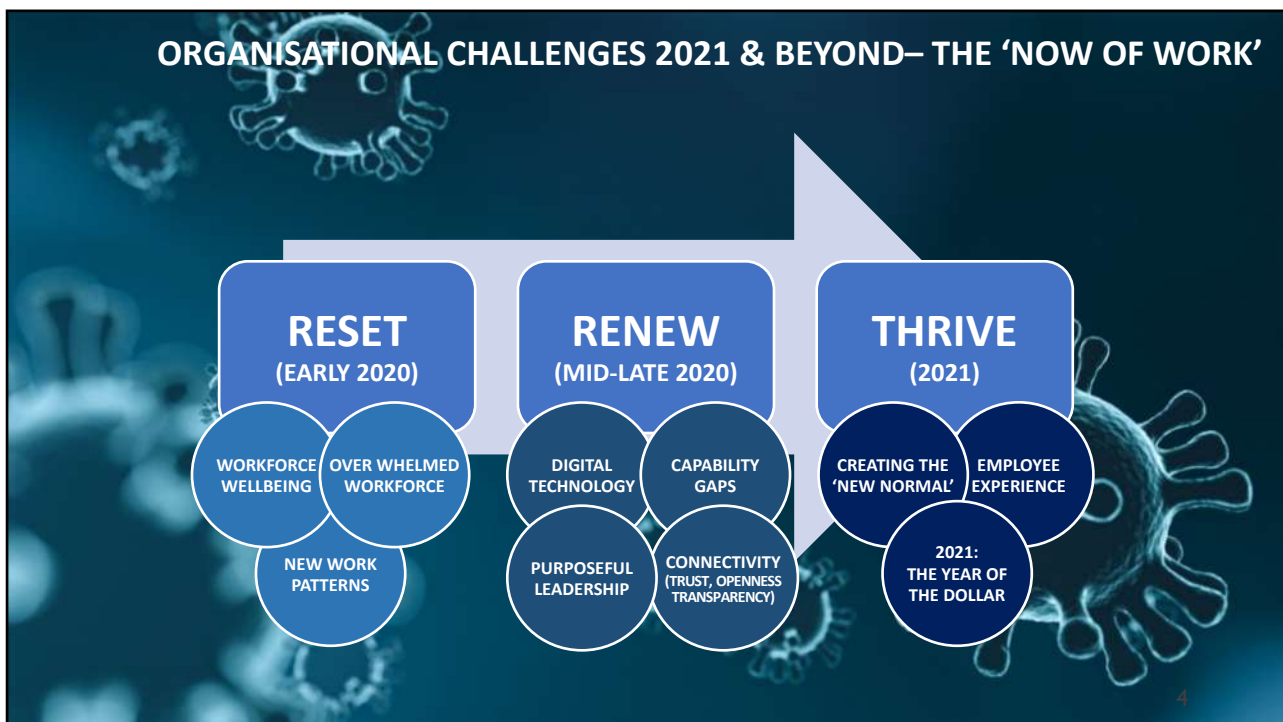 ORGANISATIONAL CHALLENGES 2021 & BEYOND– THE ‘NOW OF WORK’
RESET
(EARLY 2020)
WORKFORCE
WELLBEING
OVER WHELMED
WORKFORCE
NEW WORK
PATTERNS
RENEW
(MID-LATE 2020)
DIGITAL
TECHNOLOGY
CAPABILITY
GAPS
PURPOSEFUL
LEADERSHIP
CONNECTIVITY
(TRUST, OPENNESS
TRANSPARENCY)
THRIVE
(2021)
CREATING THE
‘NEW NORMAL’
EMPLOYEE
EXPERIENCE
2021:
THE YEAR OF
THE DOLLAR
4